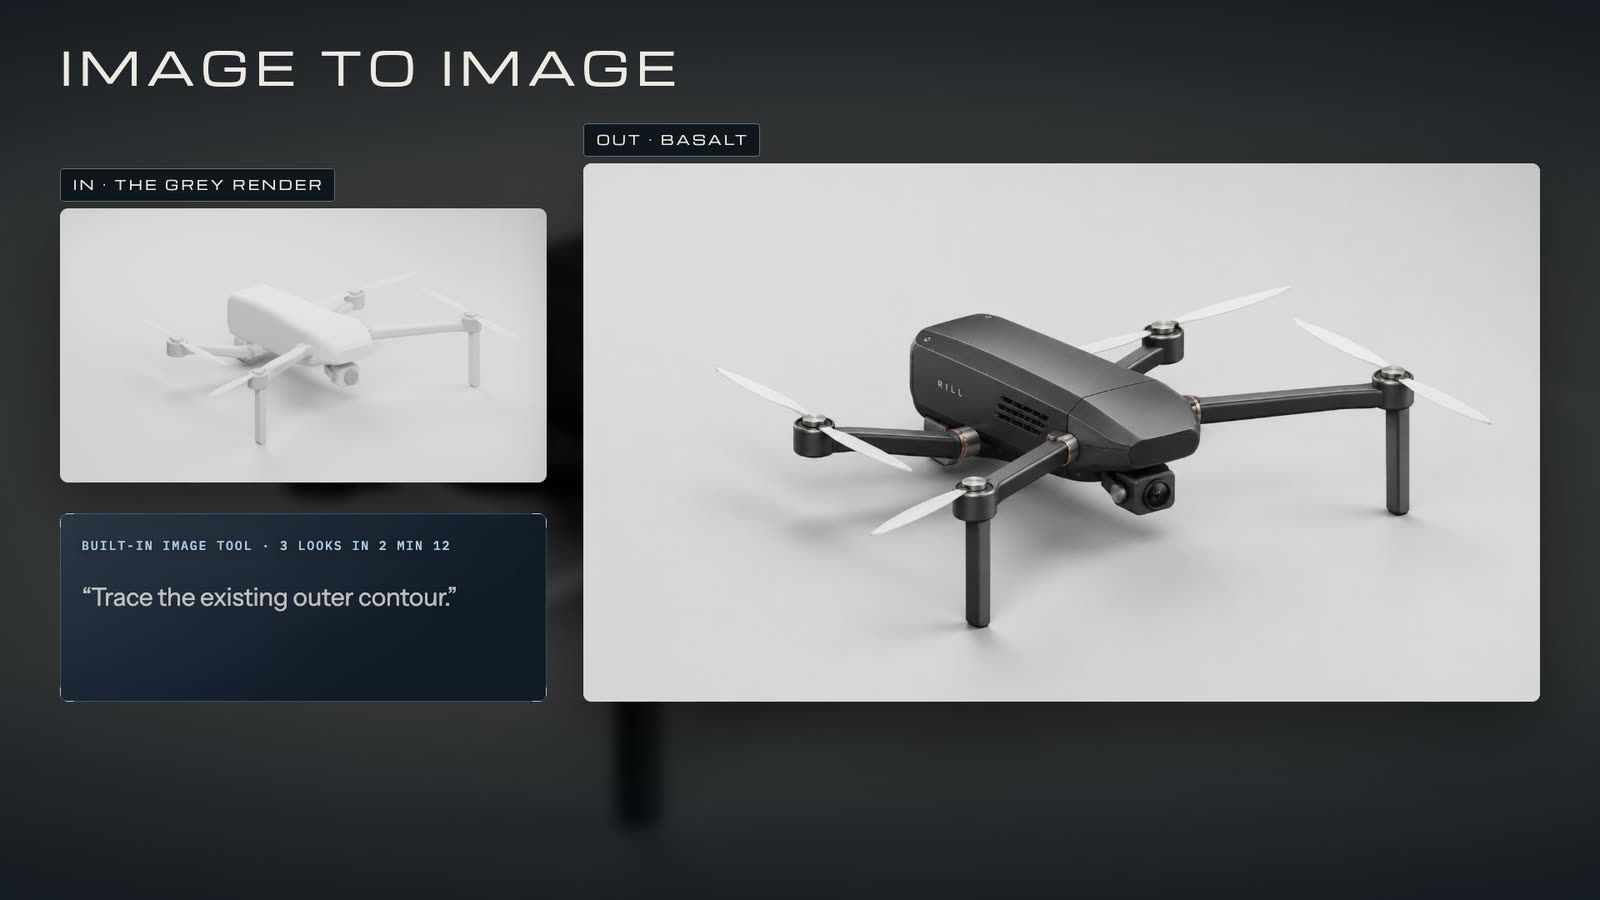 IMAGE TO IMAGE
OUT · BASALT
IN · THE GREY RENDER
RILL
BUILT-IN IMAGE TOOL · 3 LOOKS IN 2 MIN 12
“Trace the existing outer contour.”